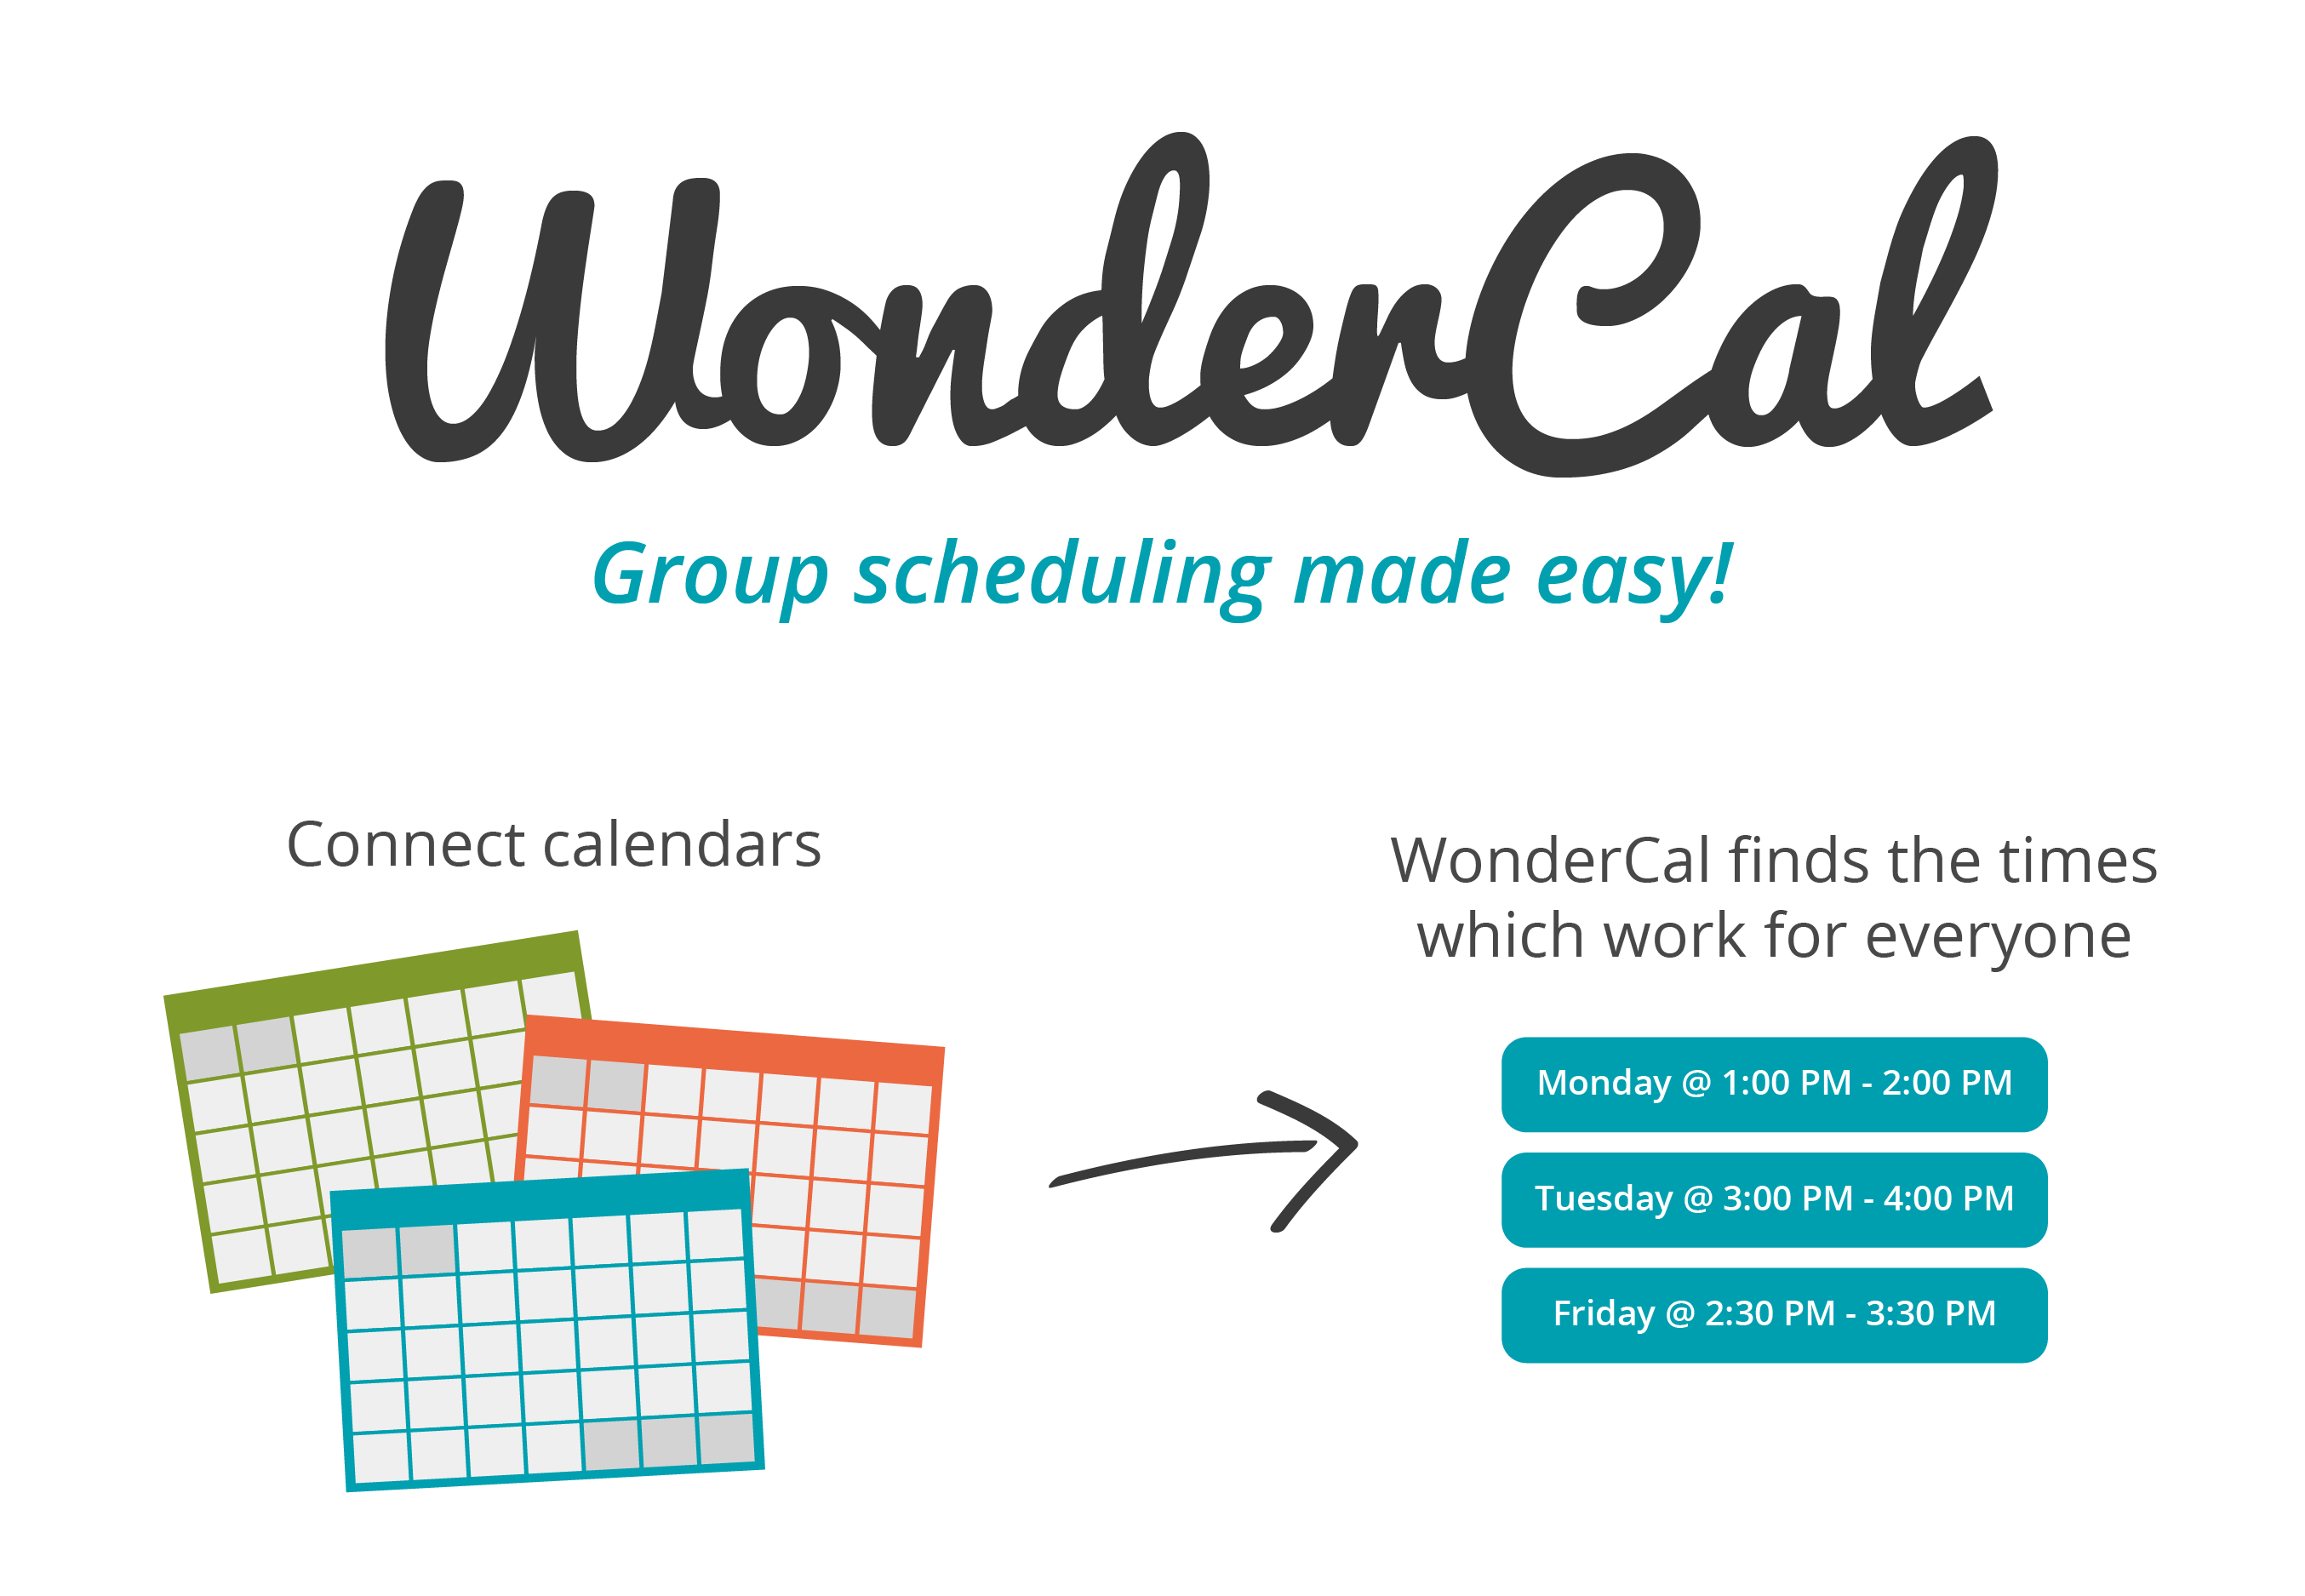 WonderCal
Group scheduling made easy!
Connect calendars
WonderCal finds the times
which work for everyone
Monday @ 1:00 PM - 2:00 PM
Tuesday @ 3:00 PM - 4:00 PM
Friday @ 2:30 PM - 3:30 PM